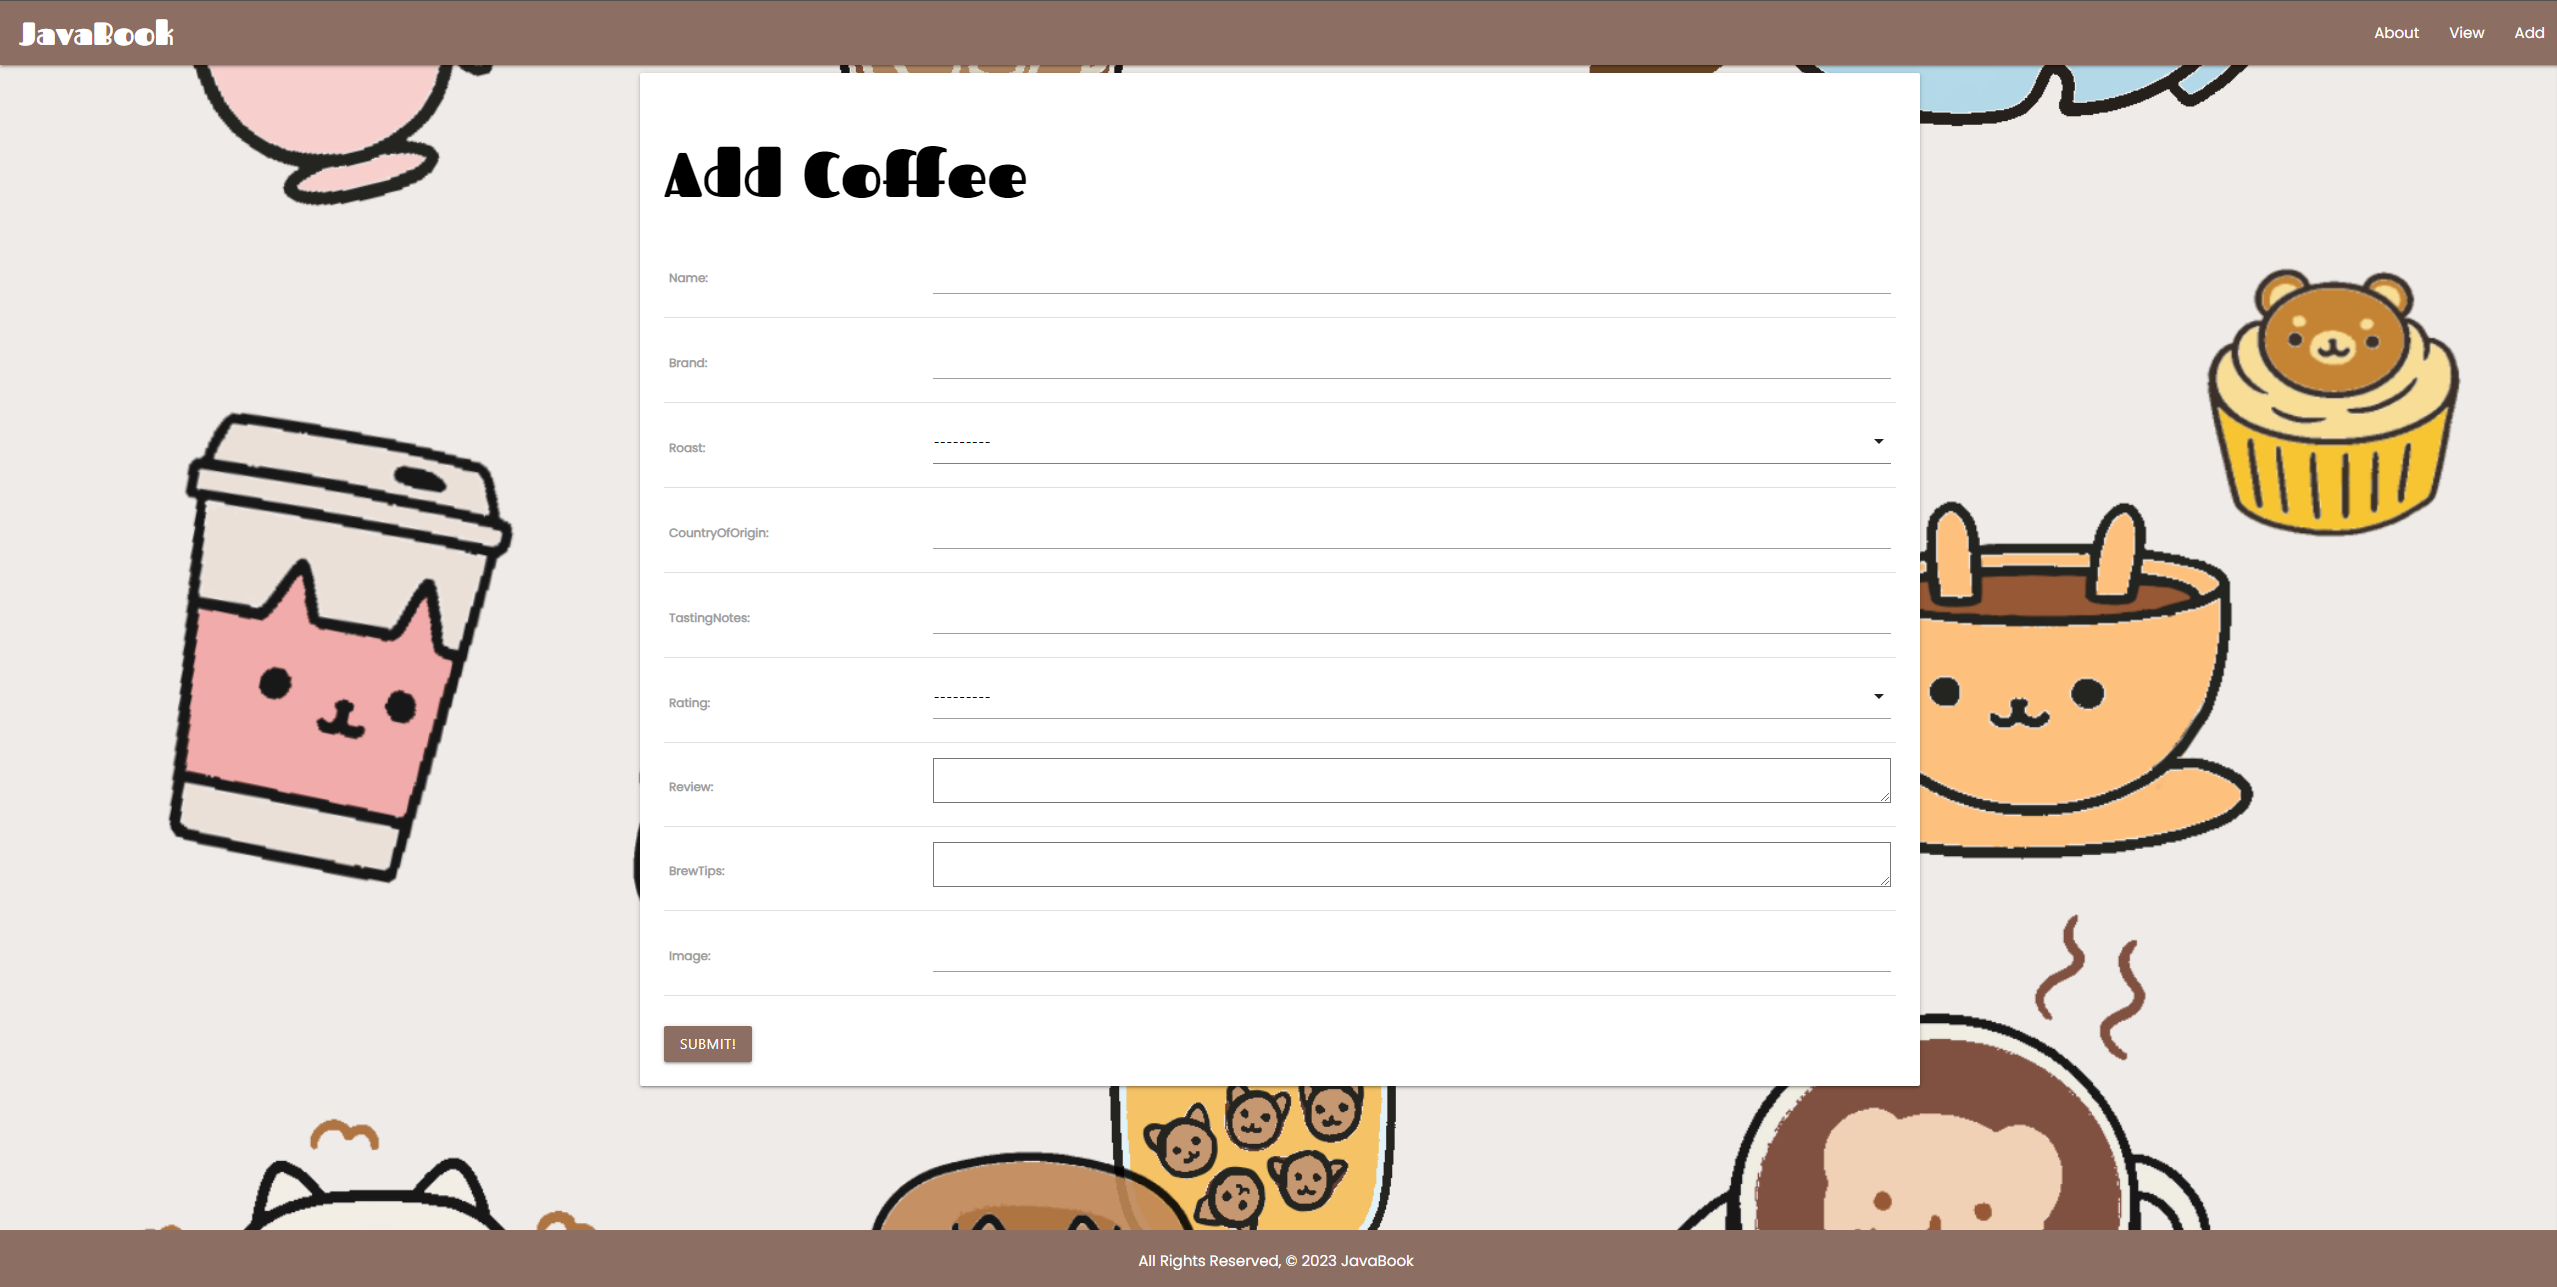 JavaBook
About View Add
Add Coffee
Name:
Brand:
Roast: ---------
CountryOfOrigin:
TastingNotes:
Rating: ---------
Review:
BrewTips:
Image:
SUBMIT!
All Rights Reserved, © 2023 JavaBook